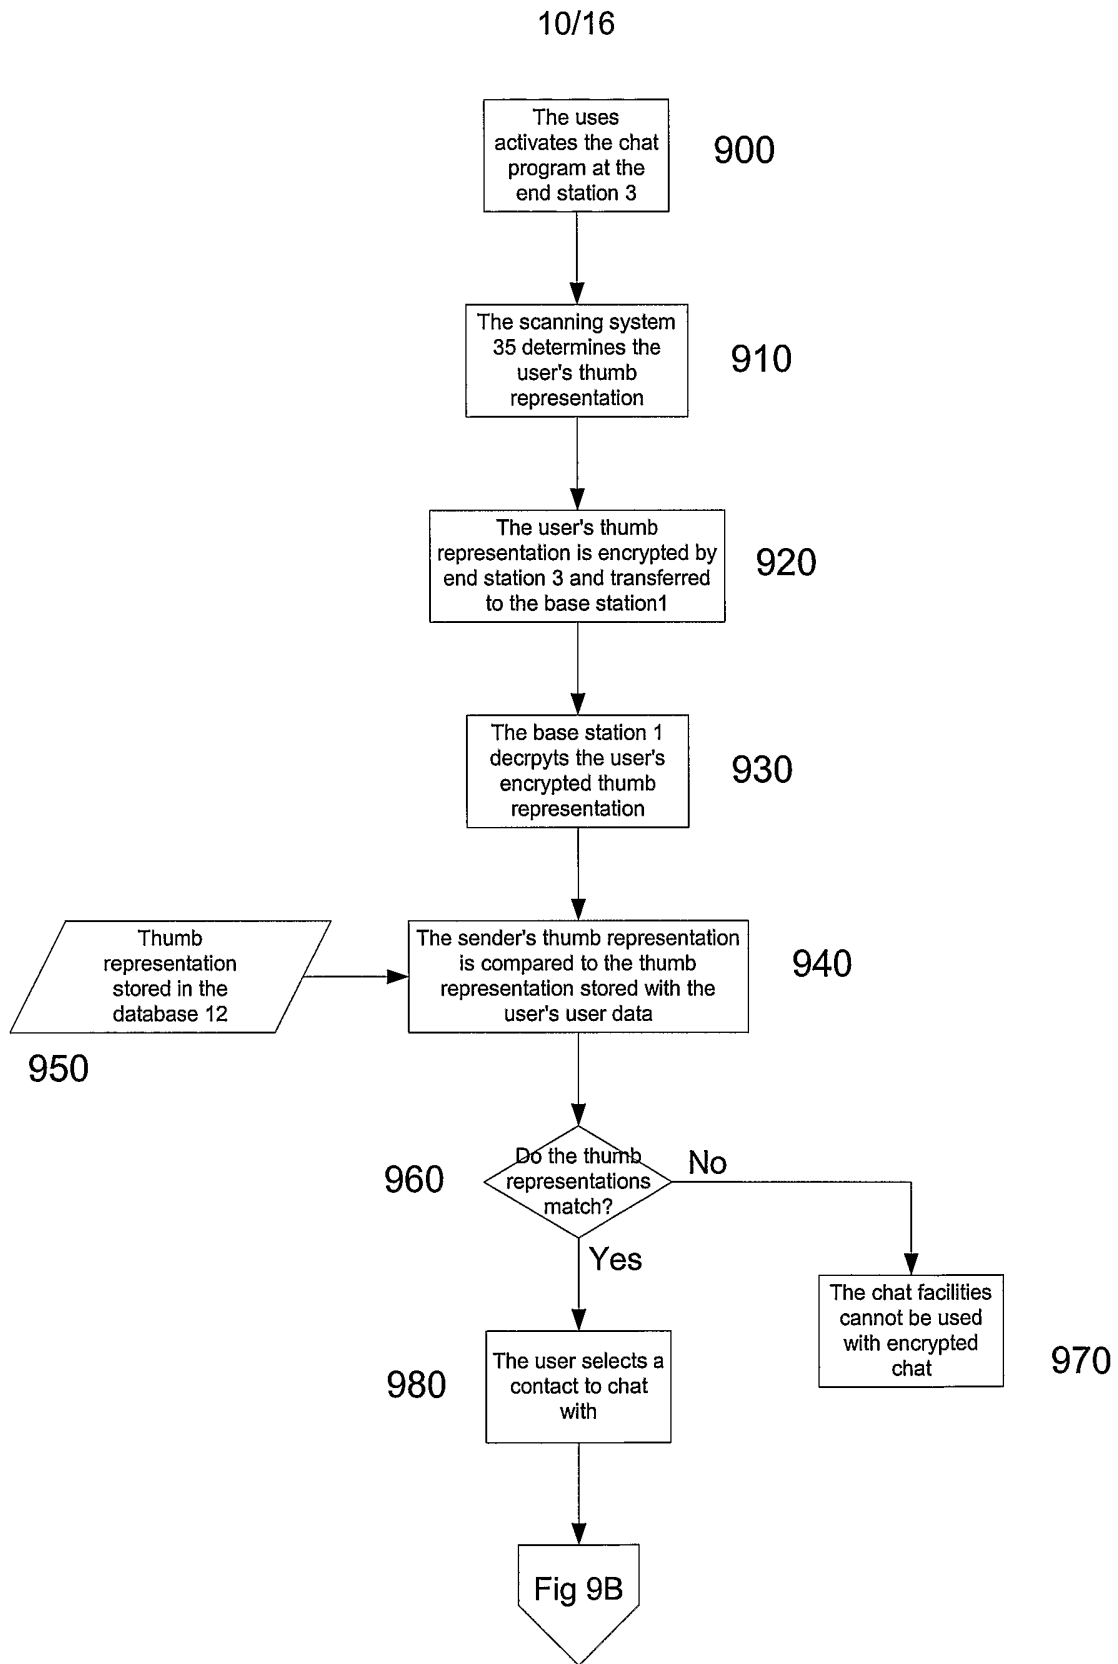 10/16
The uses
activates the chat
program at the
end station 3
900
The scanning system
35 determines the
user's thumb
representation
910
The user's thumb
representation is encrypted by
end station 3 and transferred
to the base station1
920
The base station 1
decrpyts the user's
encrypted thumb
representation
930
Thumb
representation
stored in the
database 12
950
The sender's thumb representation
is compared to the thumb
representation stored with the
user's user data
940
960
Do the thumb
representations
match?
No
Yes
The chat facilities
cannot be used
with encrypted
chat
970
980
The user selects a
contact to chat
with
Fig 9B